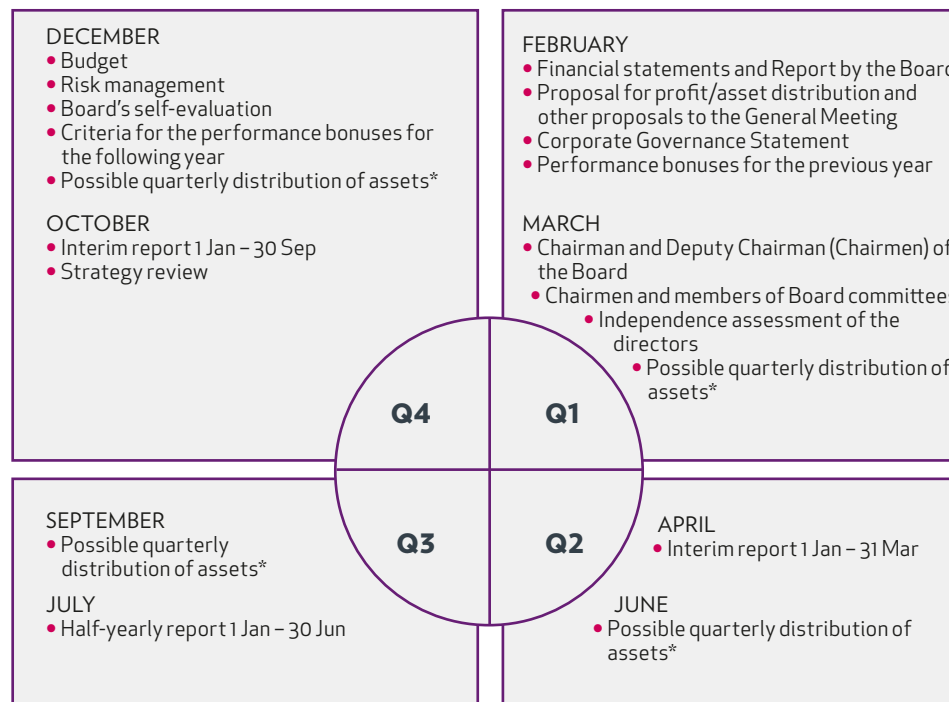 DECEMBER
• Budget
• Risk management
• Board's self-evaluation
• Criteria for the performance bonuses for
the following year
• Possible quarterly distribution of assets*
OCTOBER
• Interim report 1 Jan – 30 Sep
• Strategy review
FEBRUARY
• Financial statements and Report by the Board
• Proposal for profit/asset distribution and
other proposals to the General Meeting
• Corporate Governance Statement
• Performance bonuses for the previous year
MARCH
• Chairman and Deputy Chairman (Chairmen) of
the Board
• Chairmen and members of Board committees
• Independence assessment of the
directors
• Possible quarterly distribution of
assets*
Q4
Q1
Q3
Q2
SEPTEMBER
• Possible quarterly
distribution of assets*
JULY
• Half-yearly report 1 Jan – 30 Jun
APRIL
• Interim report 1 Jan – 31 Mar
JUNE
• Possible quarterly distribution of
assets*